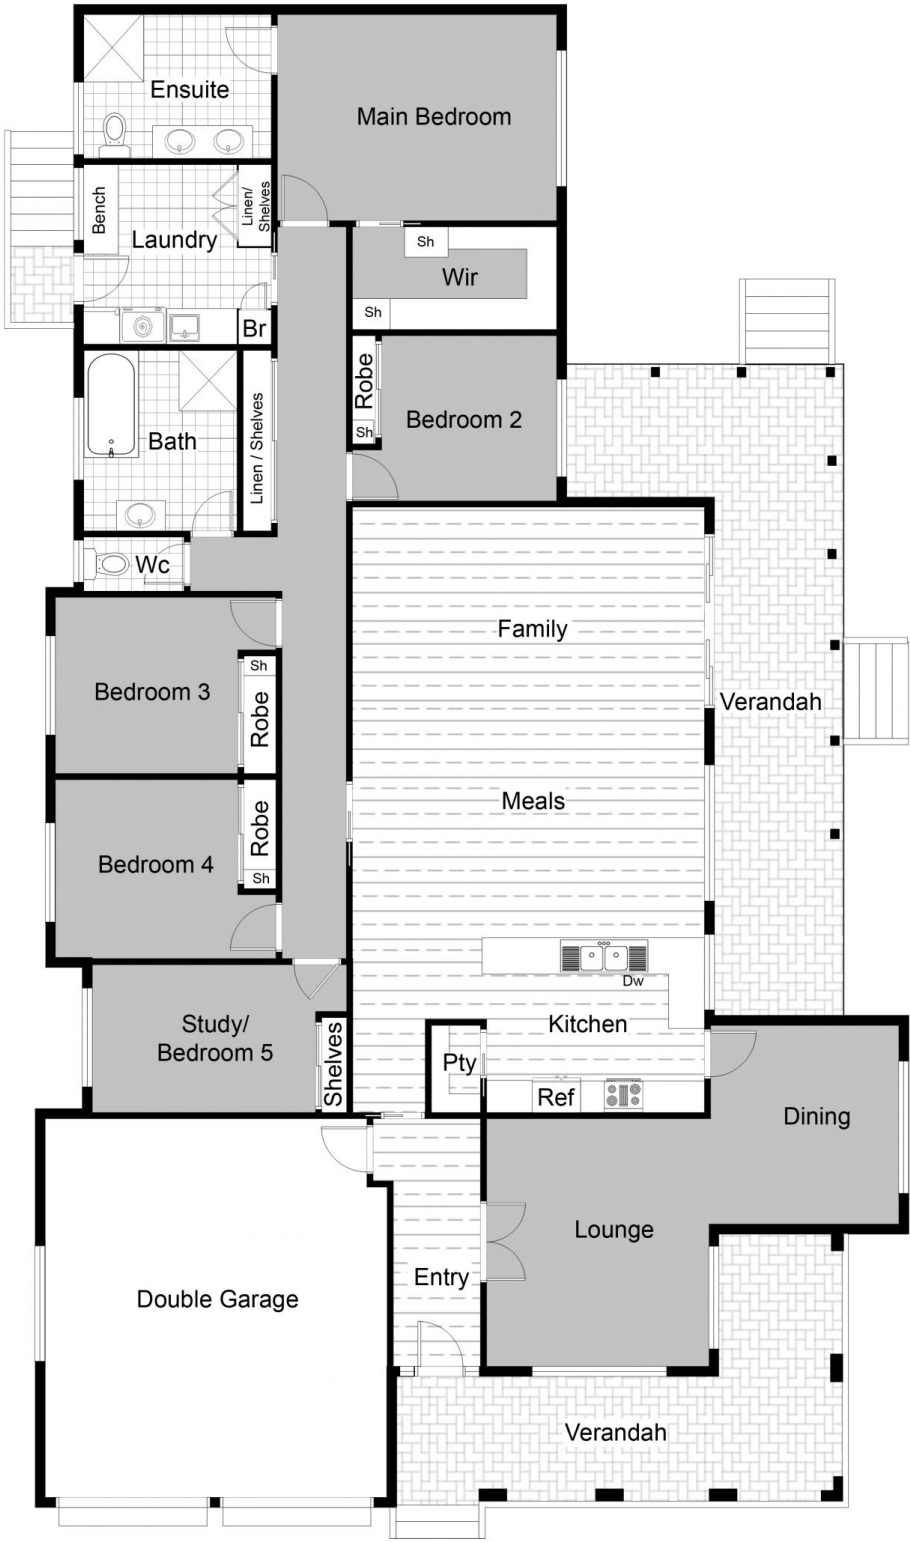 Ensuite
Main Bedroom
Bench
Linen/
Shelves
Laundry
Sh
Wir
Sh
Br
Robe
Sh
Bedroom 2
Linen / Shelves
Bath
Wc
Family
Sh
Bedroom 3
Robe
Verandah
Meals
Robe
Bedroom 4
Sh
Dw
Study/
Bedroom 5
Shelves
Kitchen
Pty
Ref
Dining
Lounge
Entry
Double Garage
Verandah